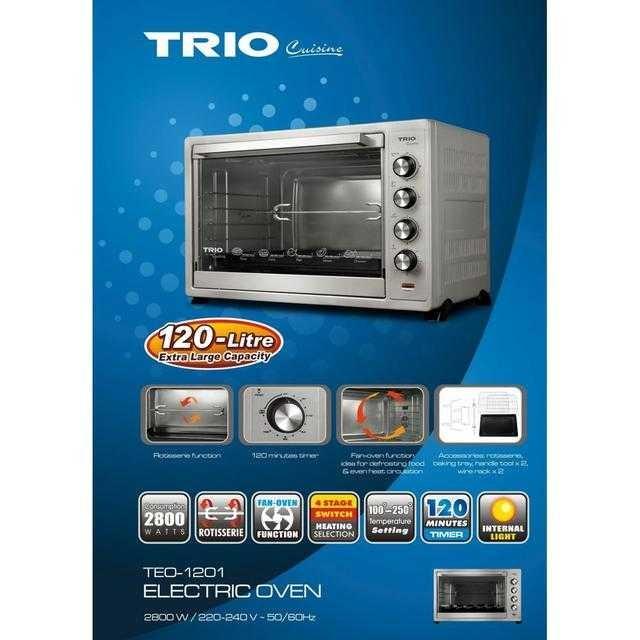 TRIO Cuisine
TRIO
TRIO
120-Litre
Extra Large Capacity
Rotisserie function
120 minutes timer
Fan-oven function
idea for defrosting food
& even heat circulation
Accessories: rotisserie,
baking tray, handle tool x 2,
wire rack x 2
Consumption
2800
WATTS
ROTISSERIE
FAN-OVEN
FUNCTION
4 STAGE
SWITCH
HEATING
SELECTION
100°-250°
Temperature
Setting
120
MINUTES
TIMER
INTERNAL
LIGHT
TEO-1201
ELECTRIC OVEN
2800 W / 220-240 V ~ 50/60Hz